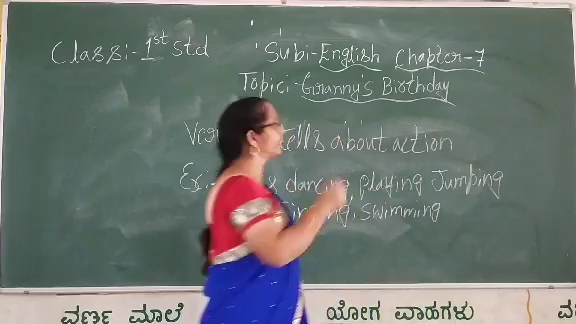 Class:- 1st Std
Sub:- English Chapter-7
Topic:- Granny's Birthday
tells about action
Ex:- dancing, playing Jumping
swimming
ವರ್ಣ ಮಾಲೆ ಯೋಗ ವಾಹಗಳು